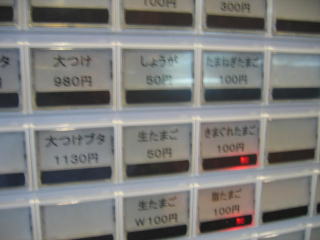 100円
300円
大つけ
980円
しょうが
50円
たまねぎたまご
100円
ブタ
大つけブタ
1130円
生たまご
50円
きまぐれたまご
100円
生たまご
W100円
脂たまご
100円